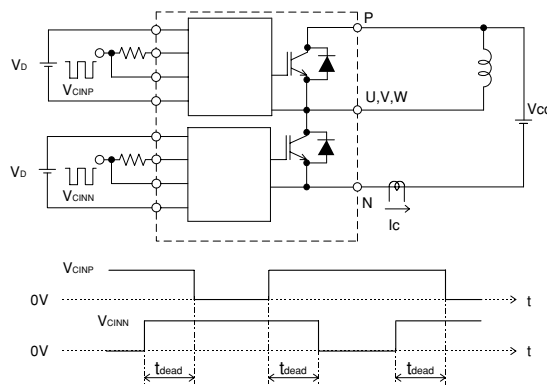 P
VD
VCINP
U,V,W
Vcc
VD
VCINN
N
Ic
VCINP
0V
t
VCINN
0V
t
tdead
tdead
tdead